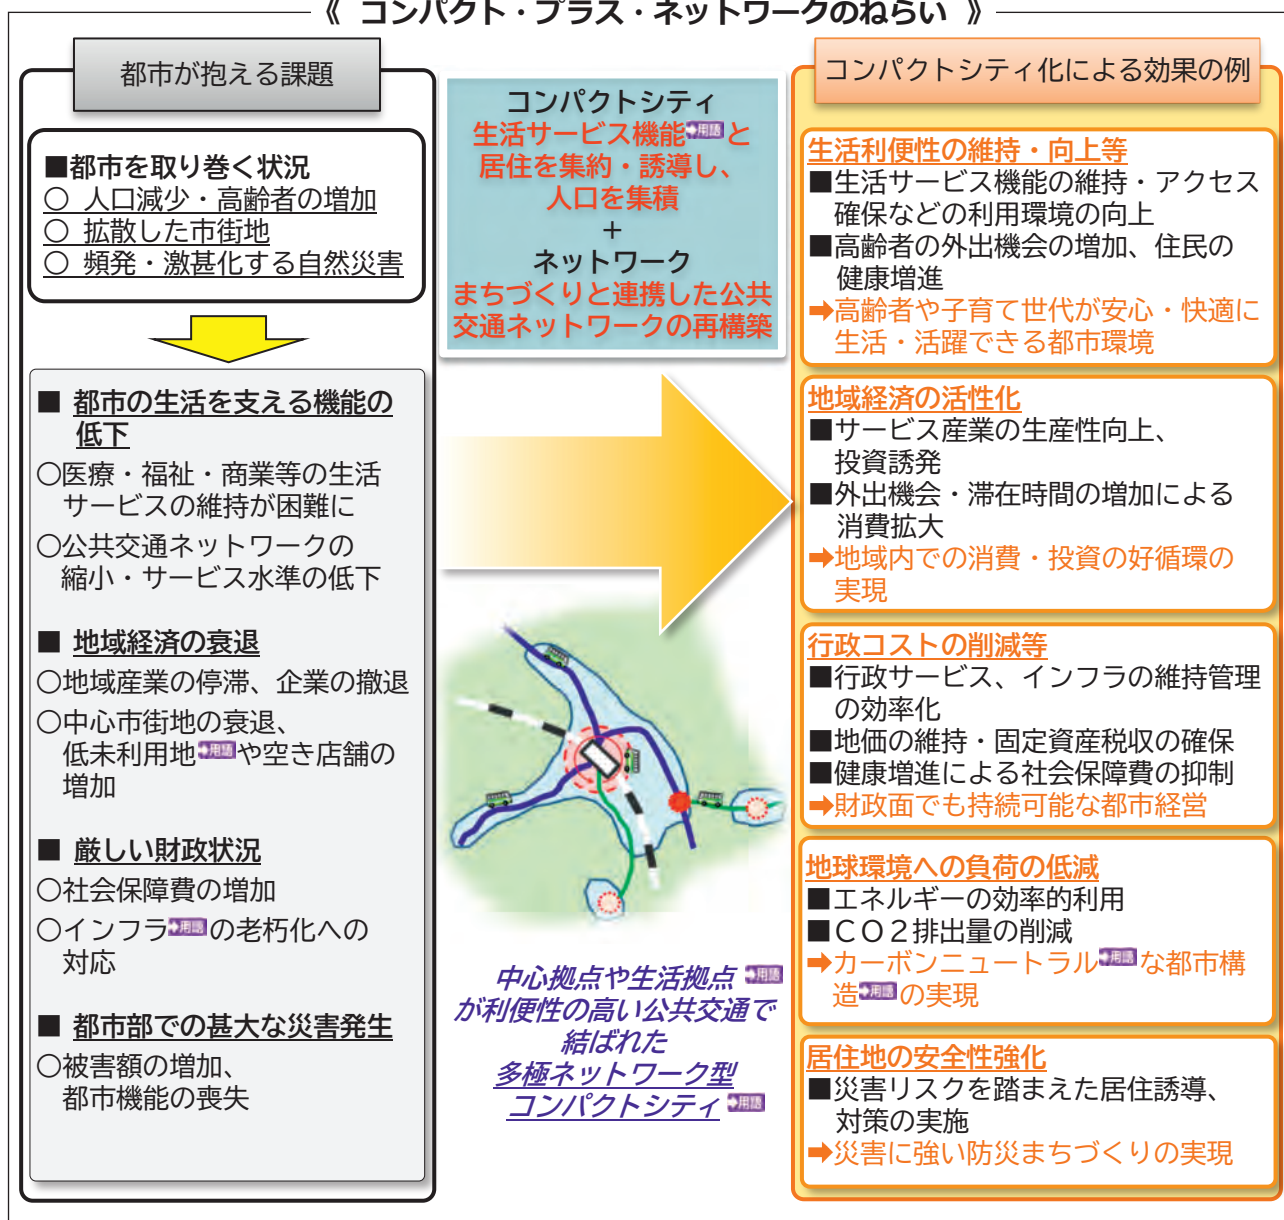 《 コンパクト・プラス・ネットワークのねらい 》
都市が抱える課題
■都市を取り巻く状況
○ 人口減少・高齢者の増加
○ 拡散した市街地
○ 頻発・激甚化する自然災害
■ 都市の生活を支える機能の
低下
○医療・福祉・商業等の生活
サービスの維持が困難に
○公共交通ネットワークの
縮小・サービス水準の低下
■ 地域経済の衰退
○地域産業の停滞、企業の撤退
○中心市街地の衰退、
低未利用地➡用語や空き店舗の
増加
■ 厳しい財政状況
○社会保障費の増加
○インフラ➡用語の老朽化への
対応
■ 都市部での甚大な災害発生
○被害額の増加、
都市機能の喪失
コンパクトシティ
生活サービス機能➡用語と
居住を集約・誘導し、
人口を集積
+
ネットワーク
まちづくりと連携した公共
交通ネットワークの再構築
中心拠点や生活拠点➡用語
が利便性の高い公共交通で
結ばれた
多極ネットワーク型
コンパクトシティ➡用語
コンパクトシティ化による効果の例
生活利便性の維持・向上等
■生活サービス機能の維持・アクセス
確保などの利用環境の向上
■高齢者の外出機会の増加、住民の
健康増進
➡高齢者や子育て世代が安心・快適に
生活・活躍できる都市環境
地域経済の活性化
■サービス産業の生産性向上、
投資誘発
■外出機会・滞在時間の増加による
消費拡大
➡地域内での消費・投資の好循環の
実現
行政コストの削減等
■行政サービス、インフラの維持管理
の効率化
■地価の維持・固定資産税収の確保
■健康増進による社会保障費の抑制
➡財政面でも持続可能な都市経営
地球環境への負荷の低減
■エネルギーの効率的利用
■ＣＯ２排出量の削減
➡カーボンニュートラル➡用語な都市構
造➡用語の実現
居住地の安全性強化
■災害リスクを踏まえた居住誘導、
対策の実施
➡災害に強い防災まちづくりの実現